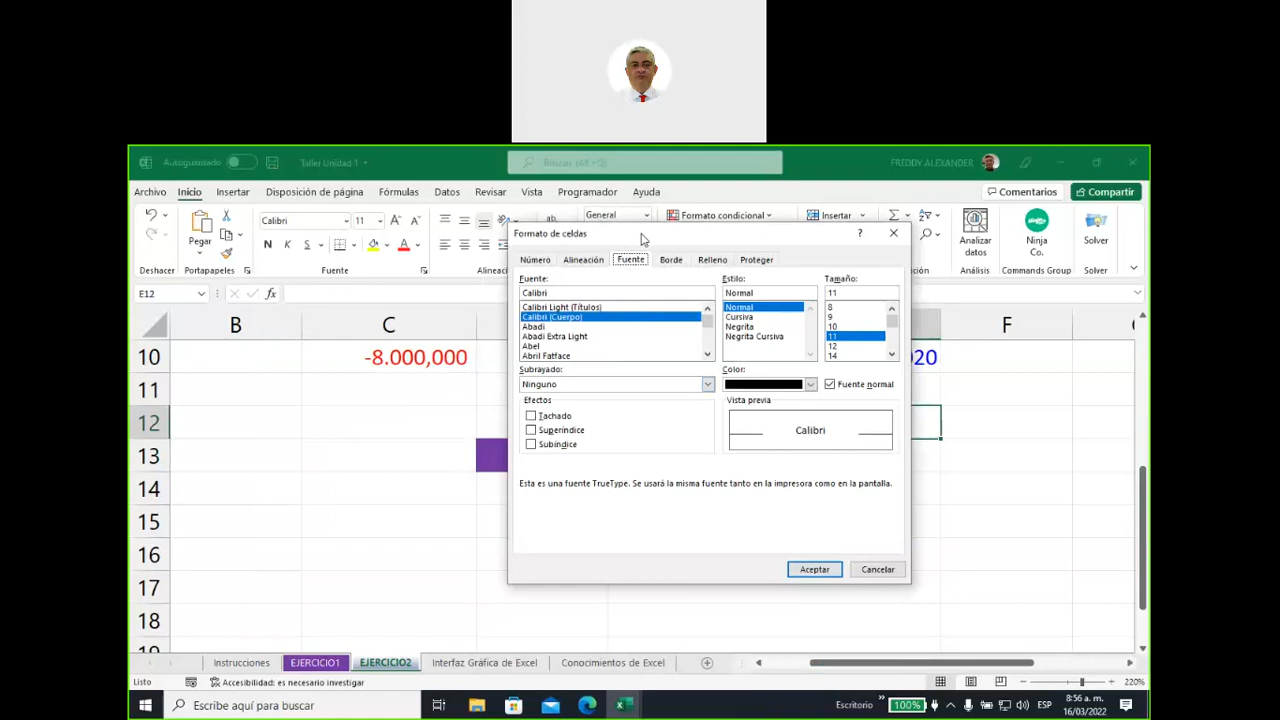 Autoguardado
Taller Unidad 1
Buscar (Alt+Q)
FREDDY ALEXANDER
Archivo Inicio Insertar Disposición de página Fórmulas Datos Revisar Vista Programador Ayuda
Comentarios Compartir
Calibri 11 General Formato condicional Insertar
Pegar N K S
Analizar datos
Ninja Co.
Solver
Deshacer Portapapeles Fuente Análisis Commands Group Solver
E12 fx
Formato de celdas
Número Alineación Fuente Borde Relleno Proteger
Fuente: Estilo: Tamaño:
Calibri Normal 11
Calibri Light (Títulos) Normal 8
Calibri (Cuerpo) Cursiva 9
Abadi Negrita 10
Abadi Extra Light Negrita Cursiva 11
Abel 12
Abril Fatface 14
Subrayado: Color:
Ninguno Fuente normal
Efectos Vista previa
Tachado
Superíndice
Subíndice
Calibri
Esta es una fuente TrueType. Se usará la misma fuente tanto en la impresora como en la pantalla.
Aceptar Cancelar
B C F
10 -8.000,000 020
11
12
13
14
15
16
17
18
Instrucciones EJERCICIO1 EJERCICIO2 Interfaz Gráfica de Excel Conocimientos de Excel
Listo Accesibilidad: es necesario investigar 220%
Escribe aquí para buscar Escritorio 100% ESP
8:56 a. m.
16/03/2022